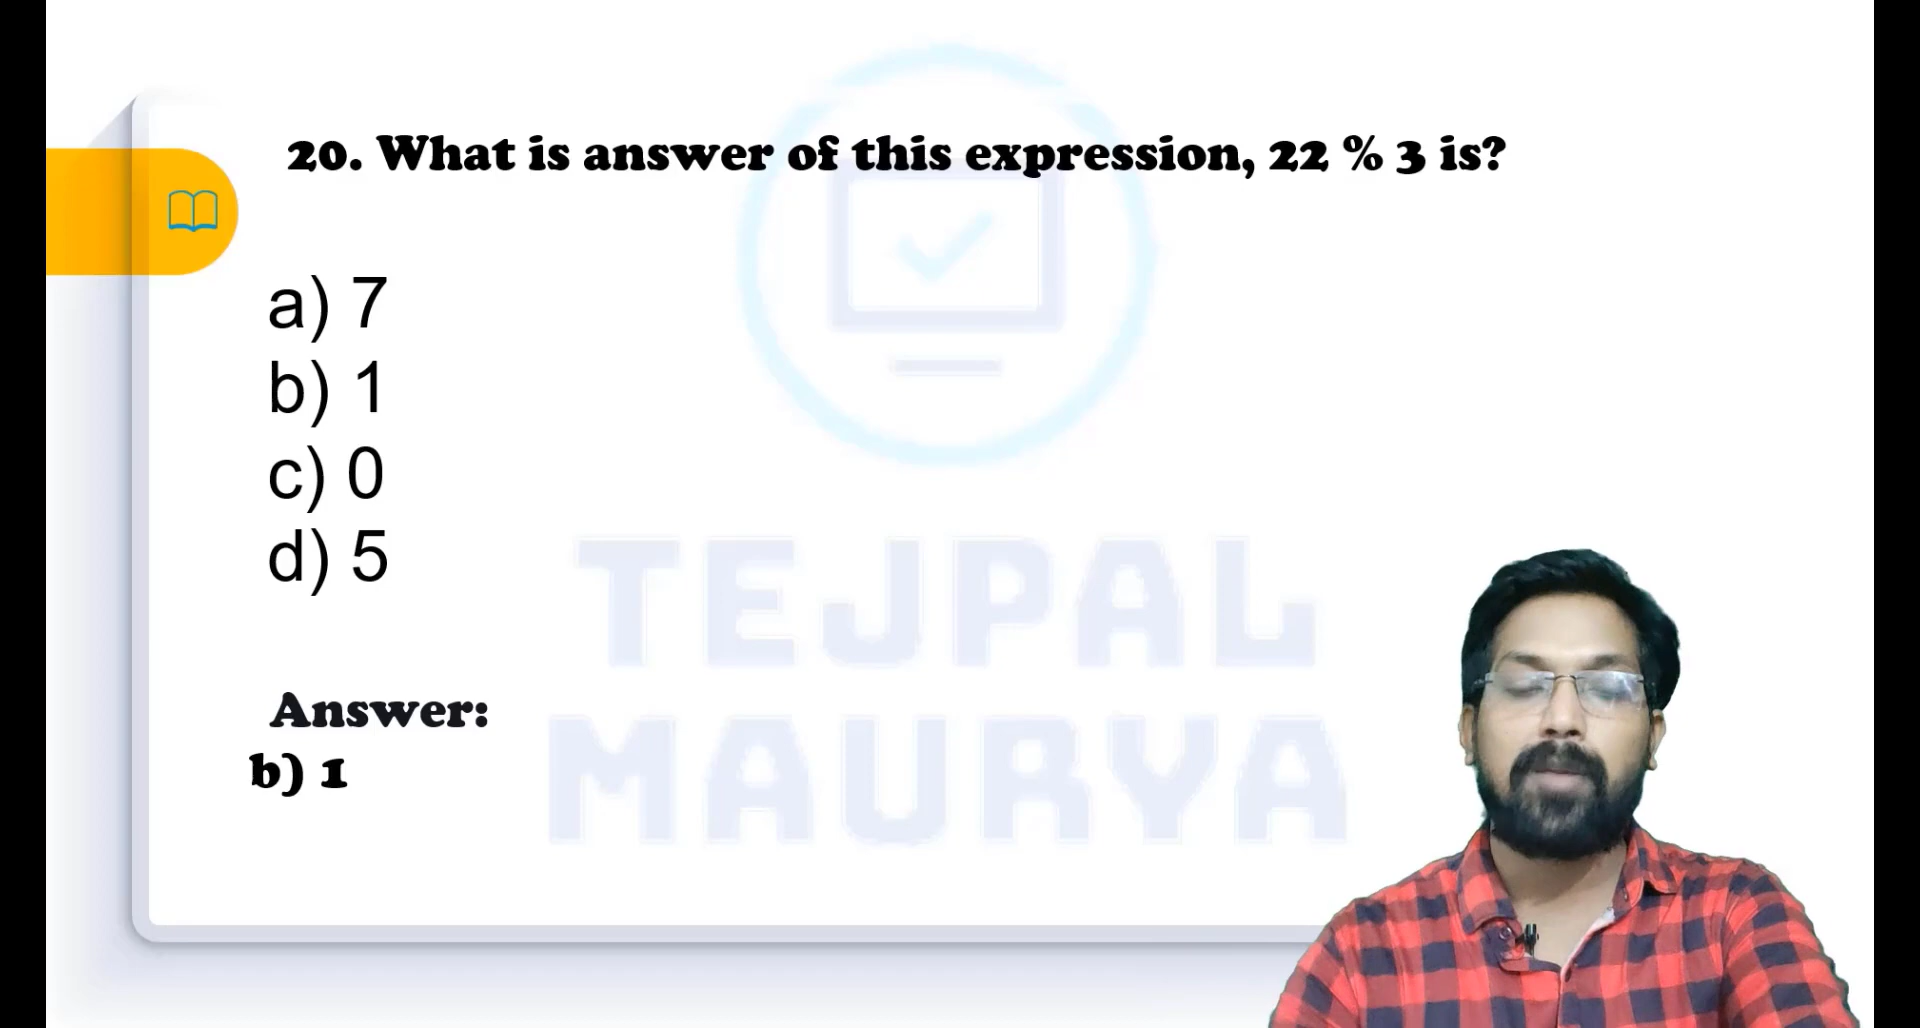 20. What is answer of this expression, 22 % 3 is?
a) 7
b) 1
c) 0
d) 5
Answer:
b) 1
TEJPAL
MAURYA